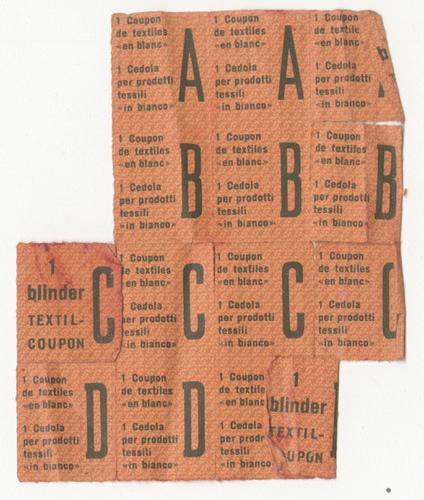 1 Coupon
de textiles
«en blanc»
1 Cedola
per prodotti
tessili
«in bianco»
A
1 Coupon
de textiles
«en blanc»
1 Cedola
per prodotti
tessili
«in bianco»
A
1 Coupon
de textile
«en blanc»
1 Cedola
per prodotti
tessili
«in bianco»
1 Coupon
de textiles
«en blanc»
1 Cedola
per prodotti
tessili
«in bianco»
B
1 Coupon
de textiles
«en blanc»
1 Cedola
per prodotti
tessili
«in bianco»
B
1 Coupon
de textiles
«en blanc»
1 Cedola
per prodotti
tessili
«in bianco»
B
1
blinder
TEXTIL-
COUPON
C
1 Coupon
de textiles
«en blanc»
Cedola
per prodotti
tessili
«in bianco»
C
1 Coupon
de textiles
«en blanc»
1 Cedola
per prodotti
tessili
«in bianco»
C
1 Coupon
de textiles
«en blanc»
1 Cedola
per prodotti
tessili
«in bianco»
C
1 Coupon
de textiles
«en blanc»
1 Cedola
per prodotti
tessili
«in bianco»
D
1 Coupon
de textiles
«en blanc»
1 Cedola
per prodotti
tessili
«in bianco»
D
1 Coupon
de textile
«en blanc
1 Cedola
per prodo
tessili
«in bianco»
1
blinder
TEXTIL-
COUPON